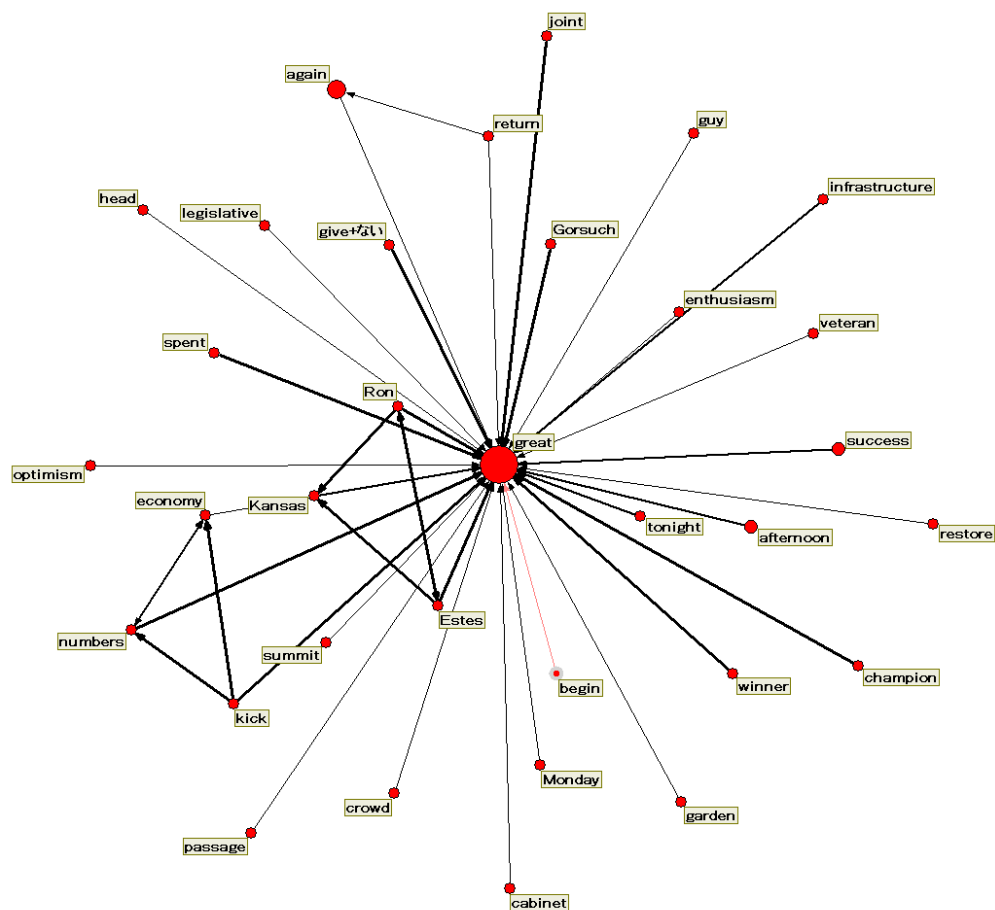 joint
again
return
guy
infrastructure
head
legislative
give+ない
Gorsuch
enthusiasm
veteran
spent
Ron
great
success
optimism
economy
Kansas
tonight
afternoon
restore
numbers
summit
Estes
begin
winner
champion
kick
Monday
crowd
garden
passage
cabinet